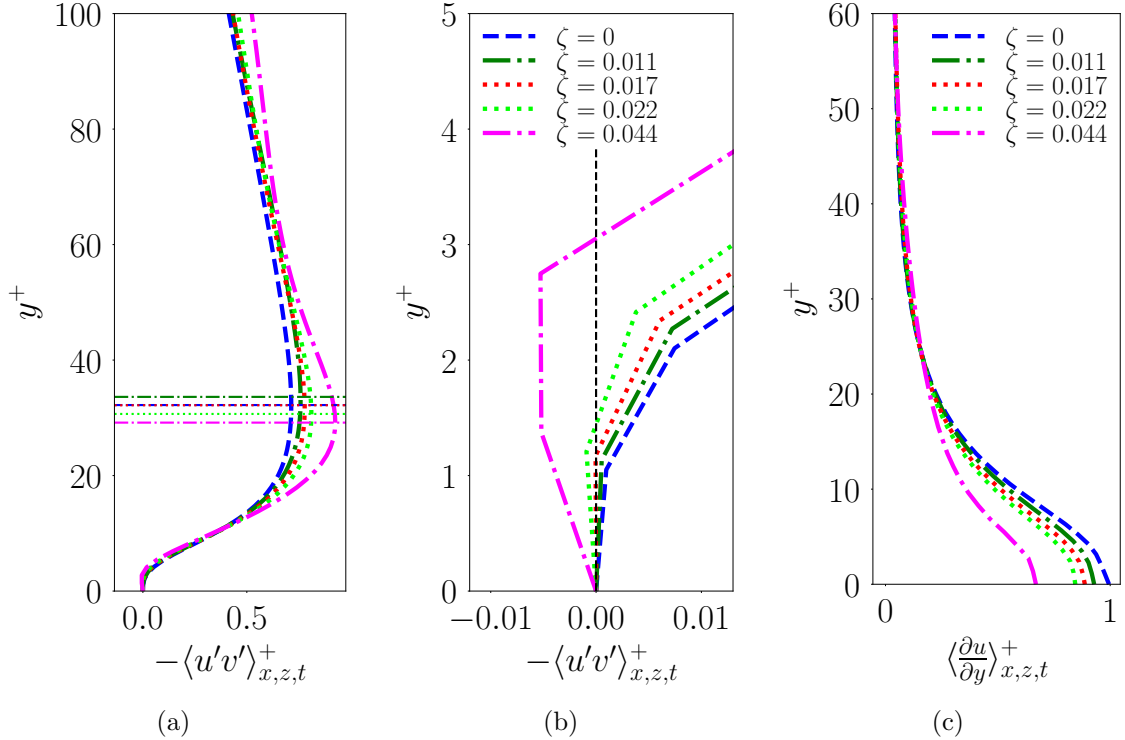 100
80
60
40
20
0
y⁺
0.0 0.5
−⟨u′v′⟩⁺x,z,t
(a)
5
4
3
2
1
0
y⁺
ζ = 0
ζ = 0.011
ζ = 0.017
ζ = 0.022
ζ = 0.044
−0.01 0.00 0.01
−⟨u′v′⟩⁺x,z,t
(b)
60
50
40
30
20
10
0
y⁺
ζ = 0
ζ = 0.011
ζ = 0.017
ζ = 0.022
ζ = 0.044
0 1
⟨∂u/∂y⟩⁺x,z,t
(c)